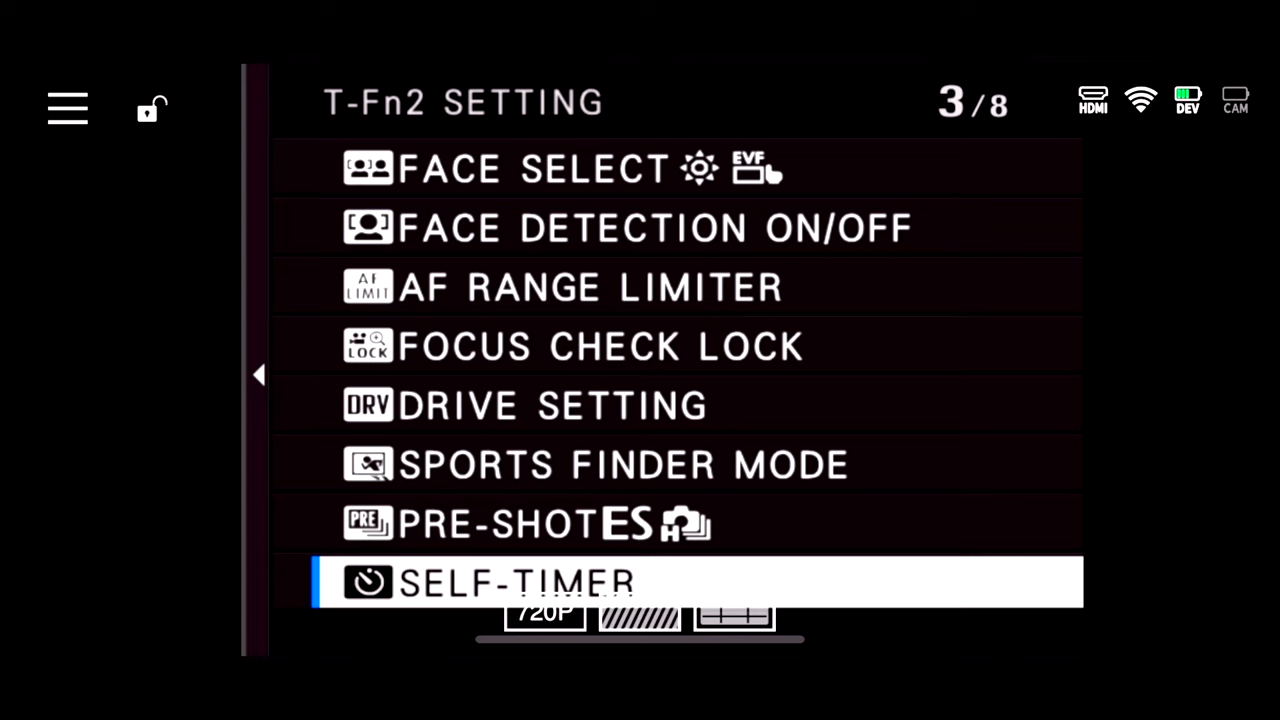 T-Fn2 SETTING 3/8
HDMI DEV CAM
FACE SELECT EVF
FACE DETECTION ON/OFF
AF LIMIT AF RANGE LIMITER
LOCK FOCUS CHECK LOCK
DRV DRIVE SETTING
SPORTS FINDER MODE
PRE PRE-SHOT ES H
SELF-TIMER
720P